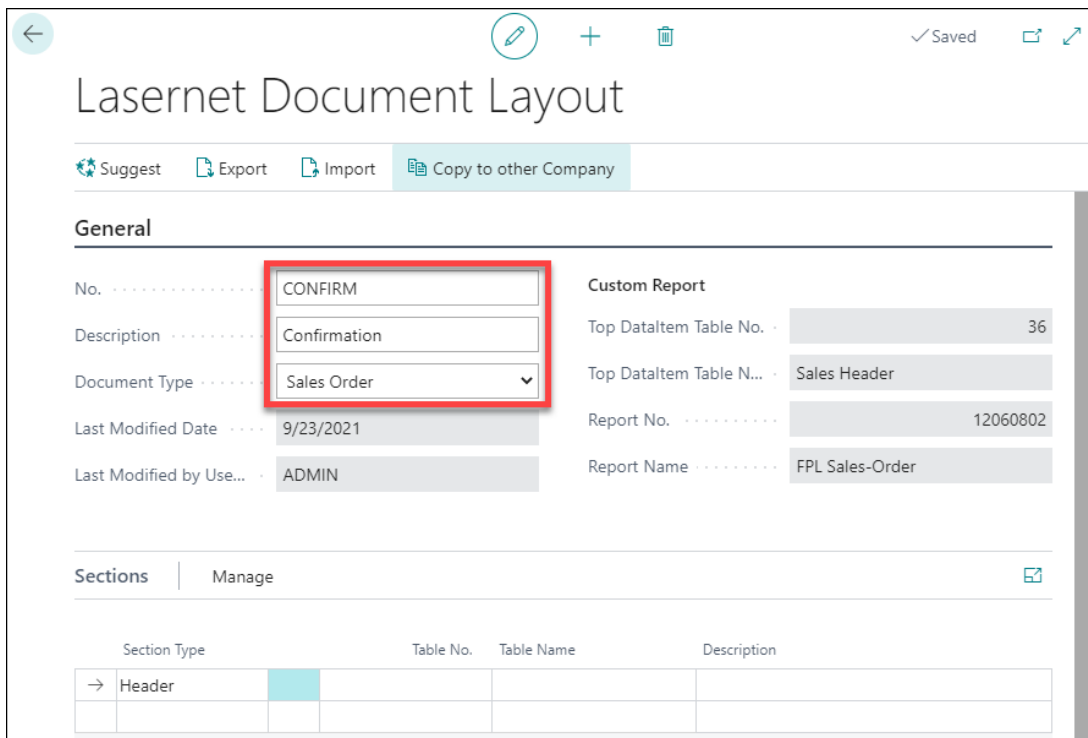 Saved
Lasernet Document Layout
Suggest Export Import Copy to other Company
General
No. CONFIRM
Description Confirmation
Document Type Sales Order
Last Modified Date 9/23/2021
Last Modified by Use... ADMIN
Custom Report
Top DataItem Table No. 36
Top DataItem Table N... Sales Header
Report No. 12060802
Report Name FPL Sales-Order
Sections Manage
Section Type Table No. Table Name Description
Header